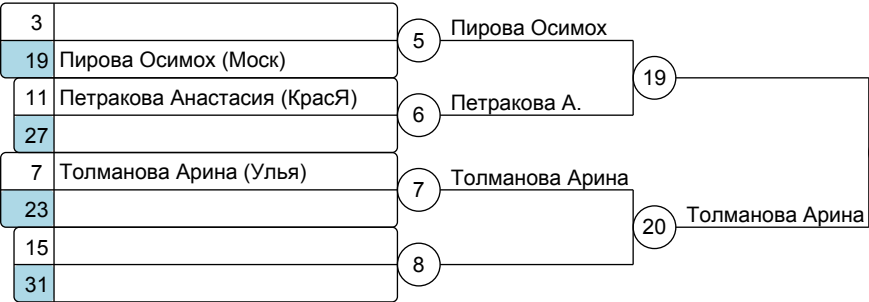 3
5
Пирова Осимох
19 Пирова Осимох (Моск)
19
11 Петракова Анастасия (КрасЯ)
6
Петракова А.
27
7 Толманова Арина (Улья)
7
Толманова Арина
23
20
Толманова Арина
15
8
31